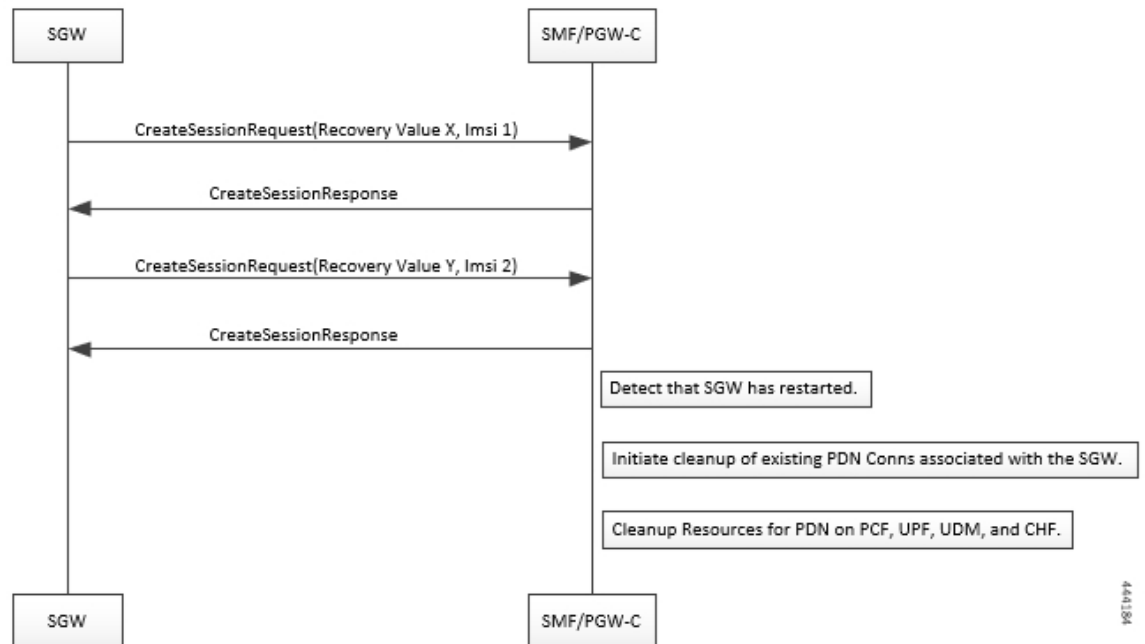 SGW
SMF/PGW-C
CreateSessionRequest(Recovery Value X, Imsi 1)
CreateSessionResponse
CreateSessionRequest(Recovery Value Y, Imsi 2)
CreateSessionResponse
Detect that SGW has restarted.
Initiate cleanup of existing PDN Conns associated with the SGW.
Cleanup Resources for PDN on PCF, UPF, UDM, and CHF.
SGW
SMF/PGW-C
444184